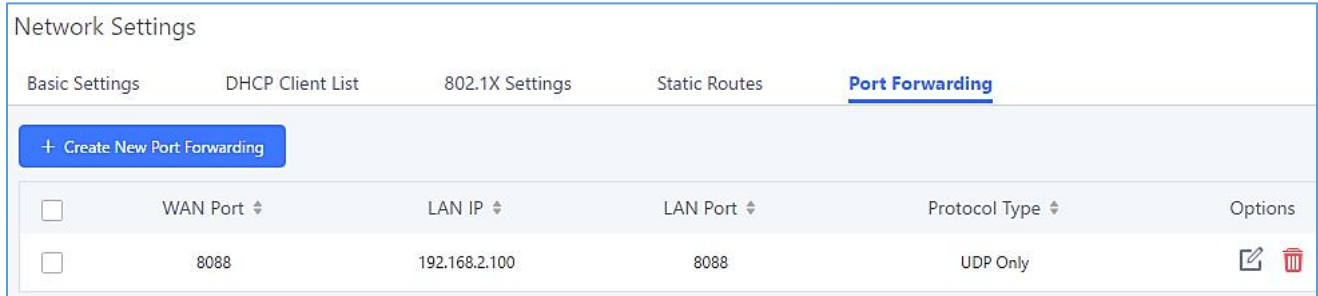 Network Settings
Basic Settings DHCP Client List 802.1X Settings Static Routes Port Forwarding
+ Create New Port Forwarding
WAN Port LAN IP LAN Port Protocol Type Options
8088 192.168.2.100 8088 UDP Only